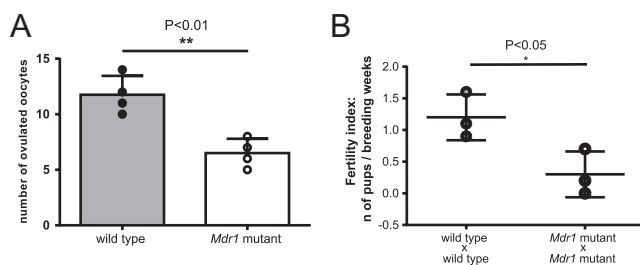 A
P<0.01
**
number of ovulated oocytes
15
10
5
0
wild type
Mdr1 mutant
B
P<0.05
*
Fertility index:
n of pups / breeding weeks
2.0
1.5
1.0
0.5
0.0
-0.5
wild type
x
wild type
Mdr1 mutant
x
Mdr1 mutant